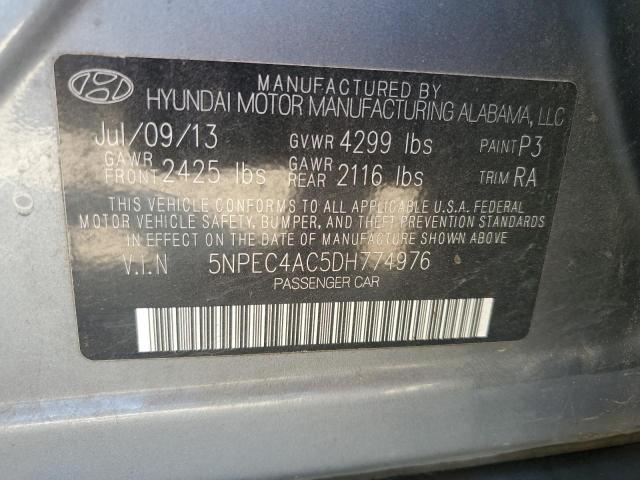 MANUFACTURED BY
HYUNDAI MOTOR MANUFACTURING ALABAMA, LLC
Jul/09/13 GVWR 4299 lbs PAINT P3
GAWR FRONT 2425 lbs GAWR REAR 2116 lbs TRIM RA
THIS VEHICLE CONFORMS TO ALL APPLICABLE U.S.A. FEDERAL
MOTOR VEHICLE SAFETY, BUMPER, AND THEFT PREVENTION STANDARDS
IN EFFECT ON THE DATE OF MANUFACTURE SHOWN ABOVE.
V.I.N 5NPEC4AC5DH774976
PASSENGER CAR